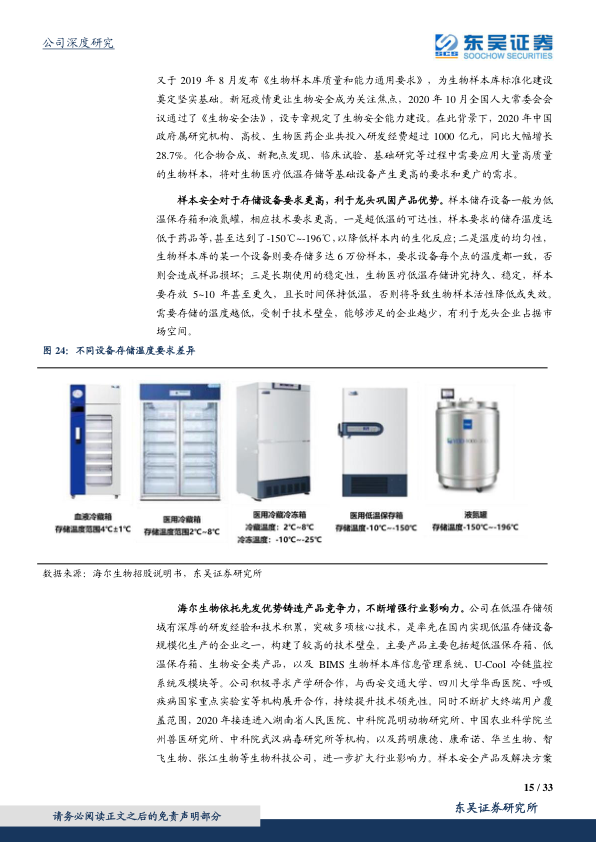 公司深度研究
东吴证券
SCS SOOCHOW SECURITIES
又于 2019 年 8 月发布《生物样本库质量和能力通用要求》，为生物样本库标准化建设
奠定坚实基础。新冠疫情更让生物安全成为关注焦点，2020 年 10 月全国人大常委会会
议通过了《生物安全法》，设专章规定了生物安全能力建设。在此背景下，2020 年中国
政府属研究机构、高校、生物医药企业共投入研发经费超过 1000 亿元，同比大幅增长
28.7%。化合物合成、新靶点发现、临床试验、基础研究等过程中需要应用大量高质量
的生物样本，将对生物医疗低温存储等基础设备产生更高的要求和更广的需求。
样本安全对于存储设备要求更高，利于龙头巩固产品优势。样本储存设备一般为低
温保存箱和液氮罐，相应技术要求更高。一是超低温的可达性，样本要求的储存温度远
低于药品等，甚至达到了-150℃~-196℃，以降低样本内的生化反应；二是温度的均匀性，
生物样本库的某一个设则要存储多达 6 万份样本，要求设备每个点的温度都一致，否
则会造成样品损坏；三是长期使用的稳定性，生物医疗低温存储讲究持久、稳定，样本
要存放 5~10 年甚至更久，且长时间保持低温，否则将导致生物样本活性降低或失效。
需要存储的温度越低，受制于技术壁垒，能够涉足的企业越少，有利于龙头企业占据市
场空间。
图 24：不同设备存储温度要求差异
血液冷藏箱
存储温度范围4℃±1℃
医用冷藏箱
存储温度范围2℃~8℃
医用冷藏冷冻箱
冷藏温度：2℃~8℃
冷冻温度：-10℃~-25℃
医用低温保存箱
存储温度-10℃~-150℃
液氮罐
存储温度-150℃~-196℃
数据来源：海尔生物招股说明书，东吴证券研究所
海尔生物依托先发优势铸造产品竞争力，不断增强行业影响力。公司在低温存储领
域有深厚的研发经验和技术积累，突破多项核心技术，是率先在国内实现低温存储设备
规模化生产的企业之一，构建了较高的技术壁垒。主要产品主要包括超低温保存箱、低
温保存箱、生物安全类产品，以及 BIMS 生物样本库信息管理系统、U-Cool 冷链监控
系统及模块等。公司积极寻求产学研合作，与西安交通大学、四川大学华西医院、呼吸
疾病国家重点实验室等机构展开合作，持续提升技术领先性。同时不断扩大终端用户覆
盖范围，2020 年接连进入湖南省人民医院、中科院昆明动物研究所、中国农业科学院兰
州兽医研究所、中科院武汉病毒研究所等机构，以及药明康德、康希诺、华兰生物、智
飞生物、张江生物等生物科技公司，进一步扩大行业影响力。样本安全产品及解决方案
15 / 33
东吴证券研究所
请务必阅读正文之后的免责声明部分